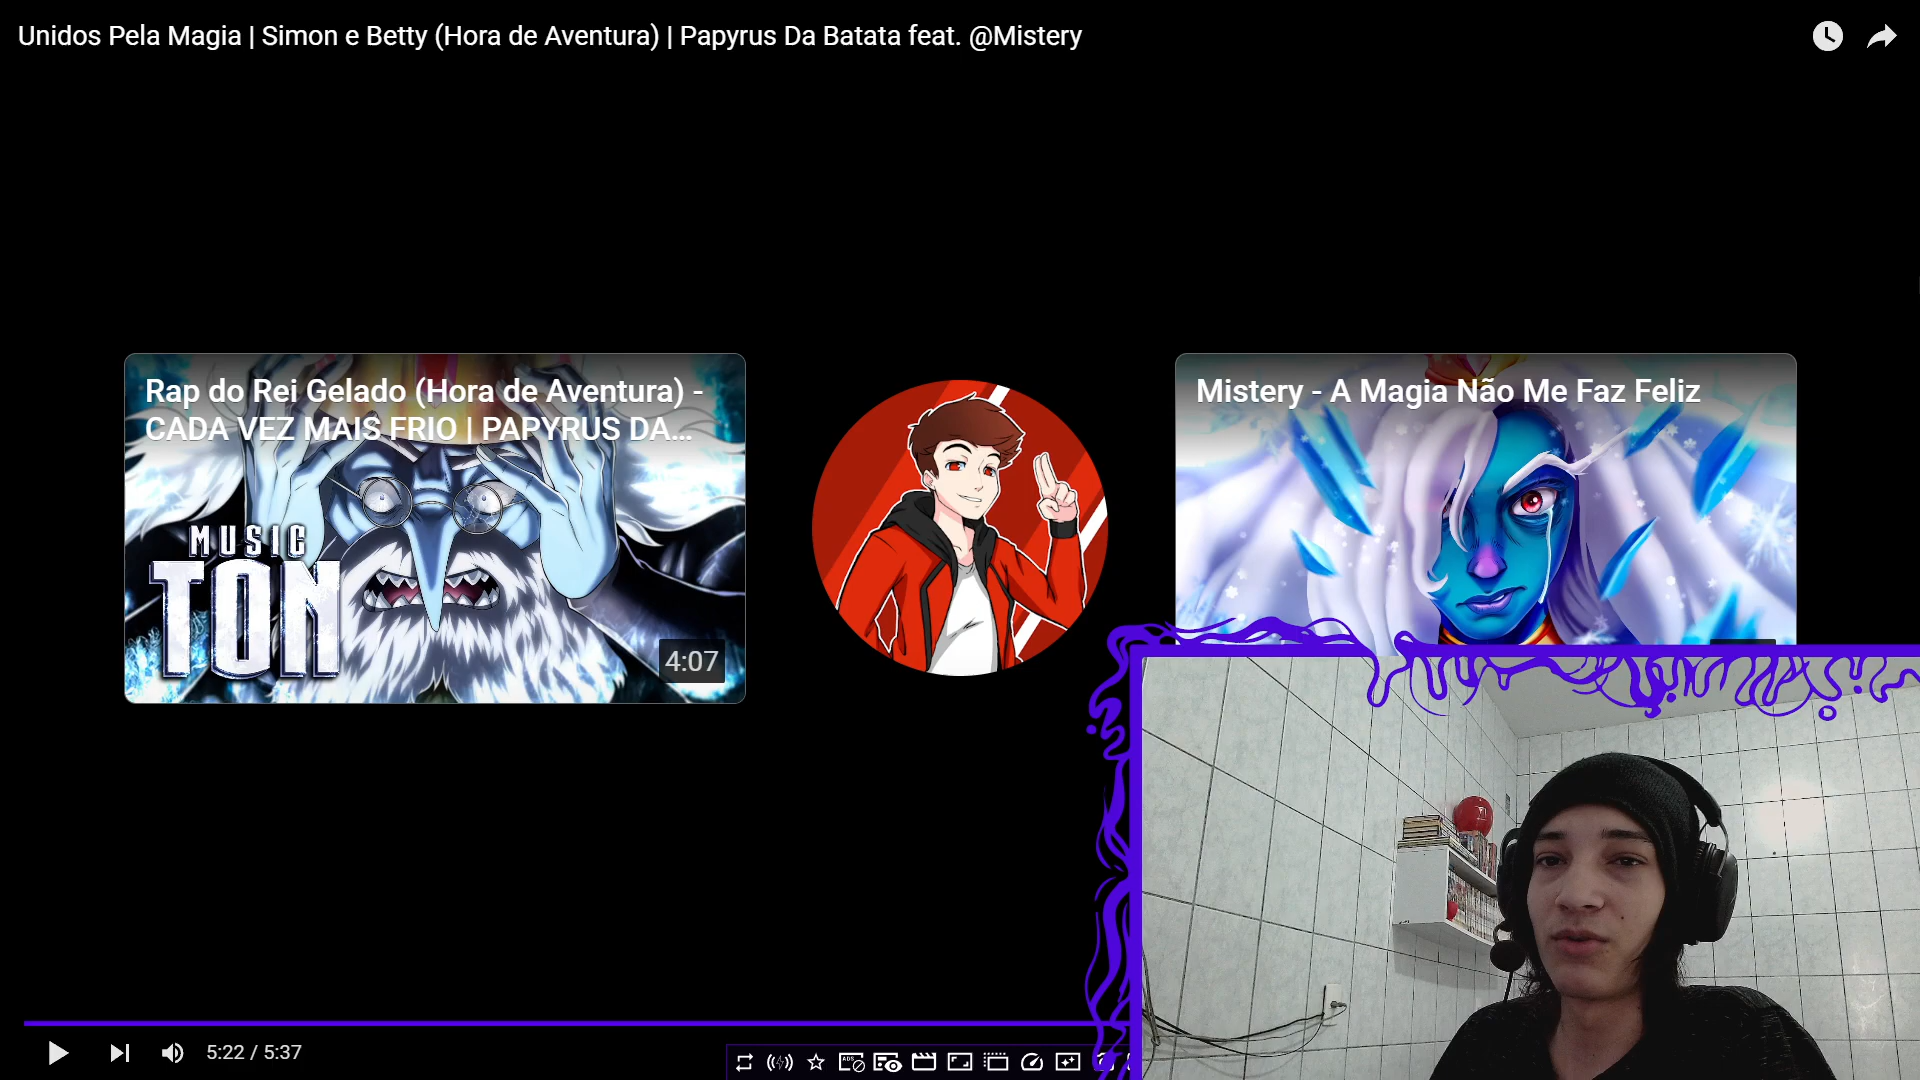 Unidos Pela Magia | Simon e Betty (Hora de Aventura) | Papyrus Da Batata feat. @Mistery
Rap do Rei Gelado (Hora de Aventura) -
CADA VEZ MAIS FRIO | PAPYRUS DA...
MUSIC
TON
4:07
Mistery - A Magia Não Me Faz Feliz
5:22 / 5:37
ADS